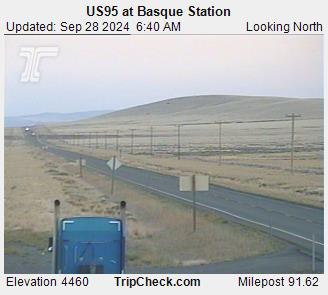 US95 at Basque Station
Updated: Sep 28 2024 6:40 AM Looking North
Elevation 4460 TripCheck.com Milepost 91.62